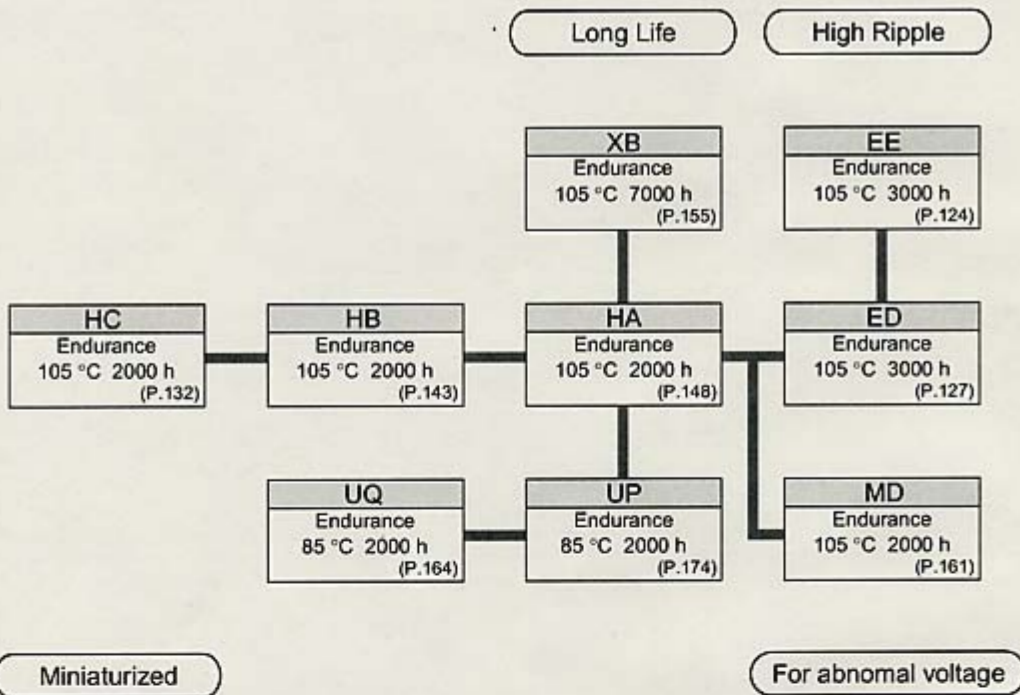 Long Life
High Ripple
XB
Endurance
105 °C 7000 h
(P.155)
EE
Endurance
105 °C 3000 h
(P.124)
HC
Endurance
105 °C 2000 h
(P.132)
HB
Endurance
105 °C 2000 h
(P.143)
HA
Endurance
105 °C 2000 h
(P.148)
ED
Endurance
105 °C 3000 h
(P.127)
UQ
Endurance
85 °C 2000 h
(P.164)
UP
Endurance
85 °C 2000 h
(P.174)
MD
Endurance
105 °C 2000 h
(P.161)
Miniaturized
For abnomal voltage